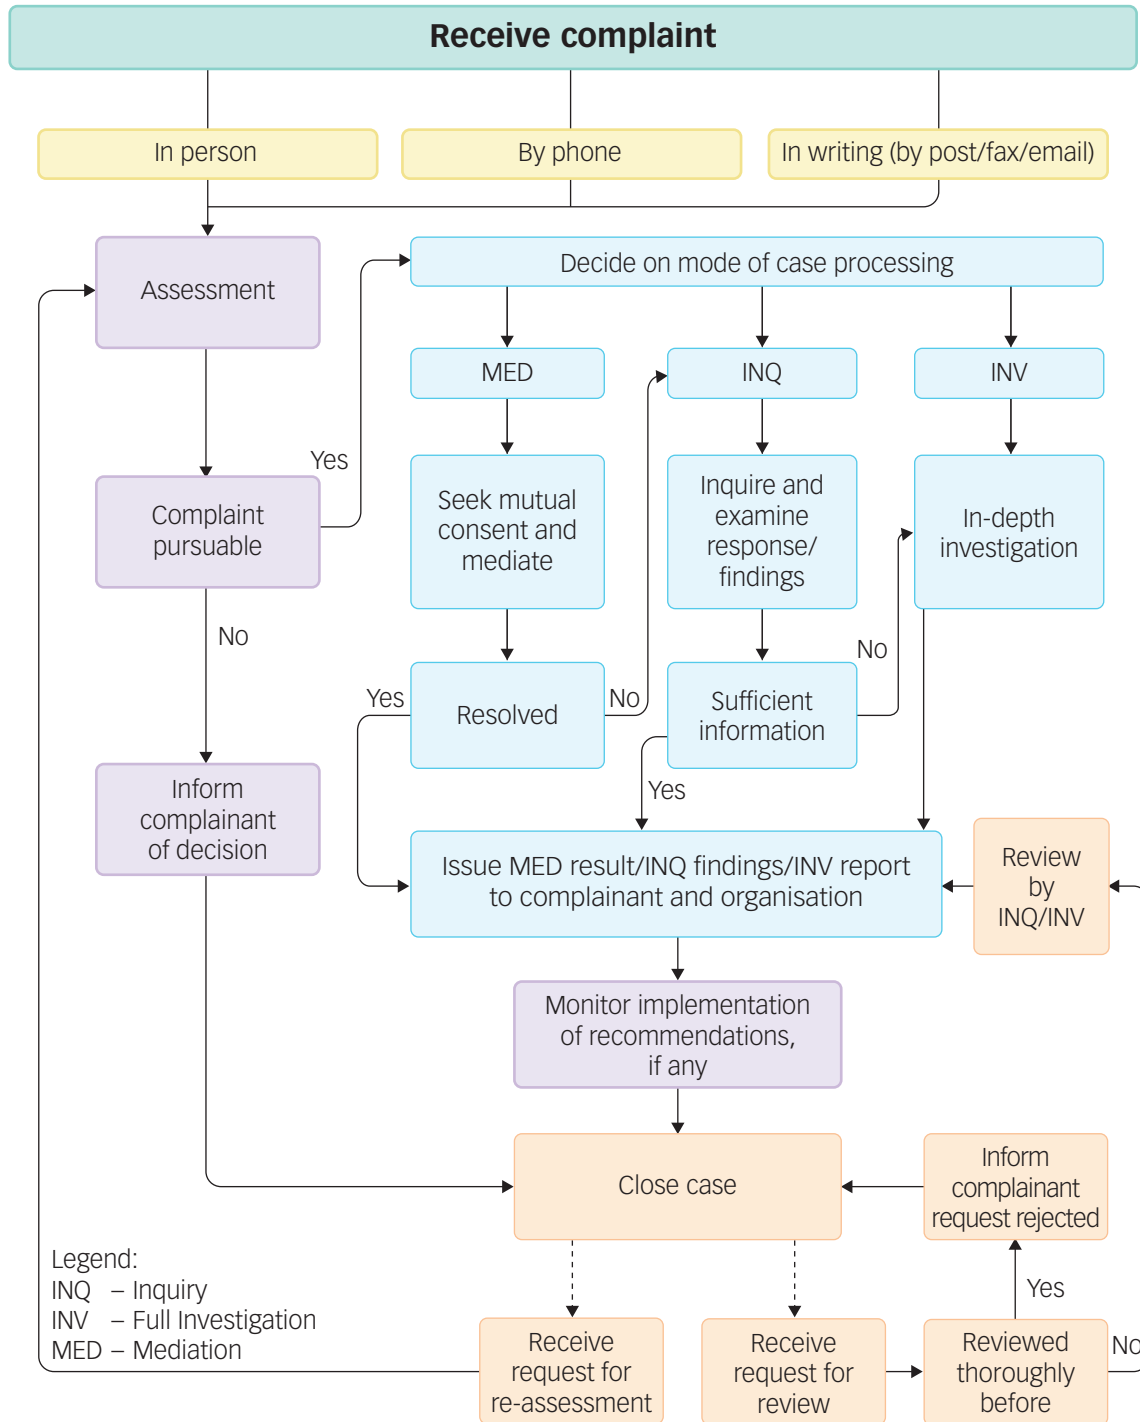 Receive complaint
In person
By phone
In writing (by post/fax/email)
Assessment
Decide on mode of case processing
MED
INQ
INV
Yes
Complaint
pursuable
Seek mutual
consent and
mediate
Inquire and
examine
response/
findings
In-depth
investigation
No
Yes
Resolved
No
Sufficient
information
No
Yes
Inform
complainant
of decision
Issue MED result/INQ findings/INV report
to complainant and organisation
Review
by
INQ/INV
Monitor implementation
of recommendations,
if any
Close case
Inform
complainant
request rejected
Legend:
INQ – Inquiry
INV – Full Investigation
MED – Mediation
Yes
Receive
request for
re-assessment
Receive
request for
review
Reviewed
thoroughly
before
No